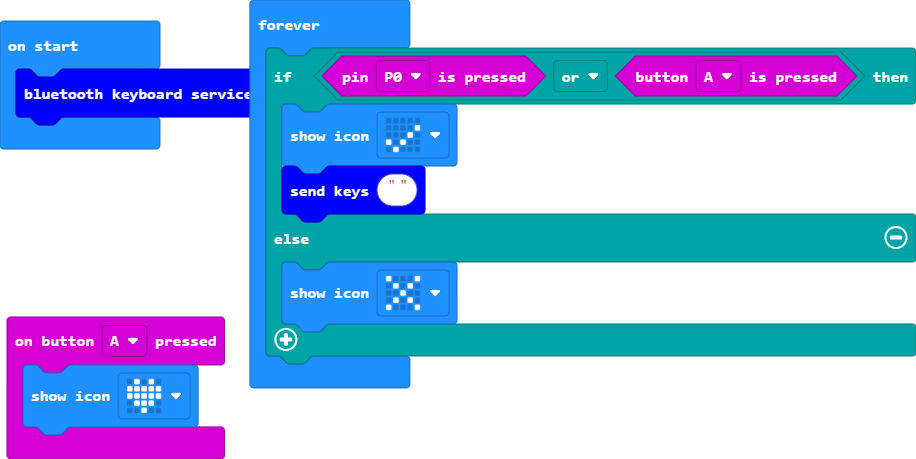 on start
bluetooth keyboard service
forever
if pin P0 is pressed or button A is pressed then
show icon
send keys " "
else
show icon
on button A pressed
show icon